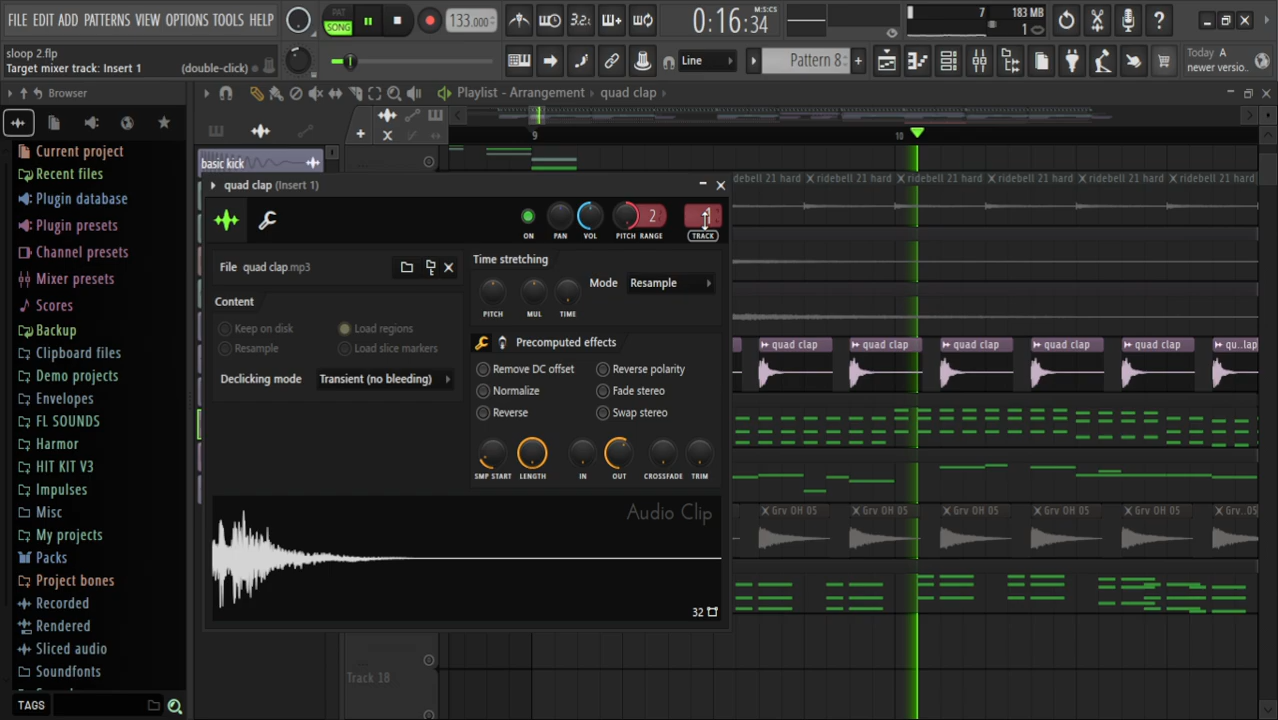 FILE EDIT ADD PATTERNS VIEW OPTIONS TOOLS HELP
PAT
SONG
133.000
3.2:
0:16:34
M:S:CS
7
183 MB
1
sloop 2.flp
Target mixer track: Insert 1
(double-click)
Line
Pattern 8
Today A
newer versio..
Browser
Playlist - Arrangement
quad clap
9
10
Current project
Recent files
Plugin database
Plugin presets
Channel presets
Mixer presets
Scores
Backup
Clipboard files
Demo projects
Envelopes
FL SOUNDS
Harmor
HIT KIT V3
Impulses
Misc
My projects
Packs
Project bones
Recorded
Rendered
Sliced audio
Soundfonts
TAGS
basic kick
quad clap (Insert 1)
ON
PAN
VOL
PITCH
RANGE
2
TRACK
File
quad clap.mp3
Content
Keep on disk
Load regions
Resample
Load slice markers
Declicking mode
Transient (no bleeding)
Time stretching
PITCH
MUL
TIME
Mode
Resample
Precomputed effects
Remove DC offset
Reverse polarity
Normalize
Fade stereo
Reverse
Swap stereo
SMP START
LENGTH
IN
OUT
CROSSFADE
TRIM
Audio Clip
32
ridebell 21 hard
ridebell 21 hard
ridebell 21 hard
ridebell 21 hard
ridebell 21 hard
ridebell 21 hard
quad clap
quad clap
quad clap
quad clap
quad clap
qu..lap
Grv OH 05
Grv OH 05
Grv OH 05
Grv OH 05
Grv OH 05
Grv..05
Track 18